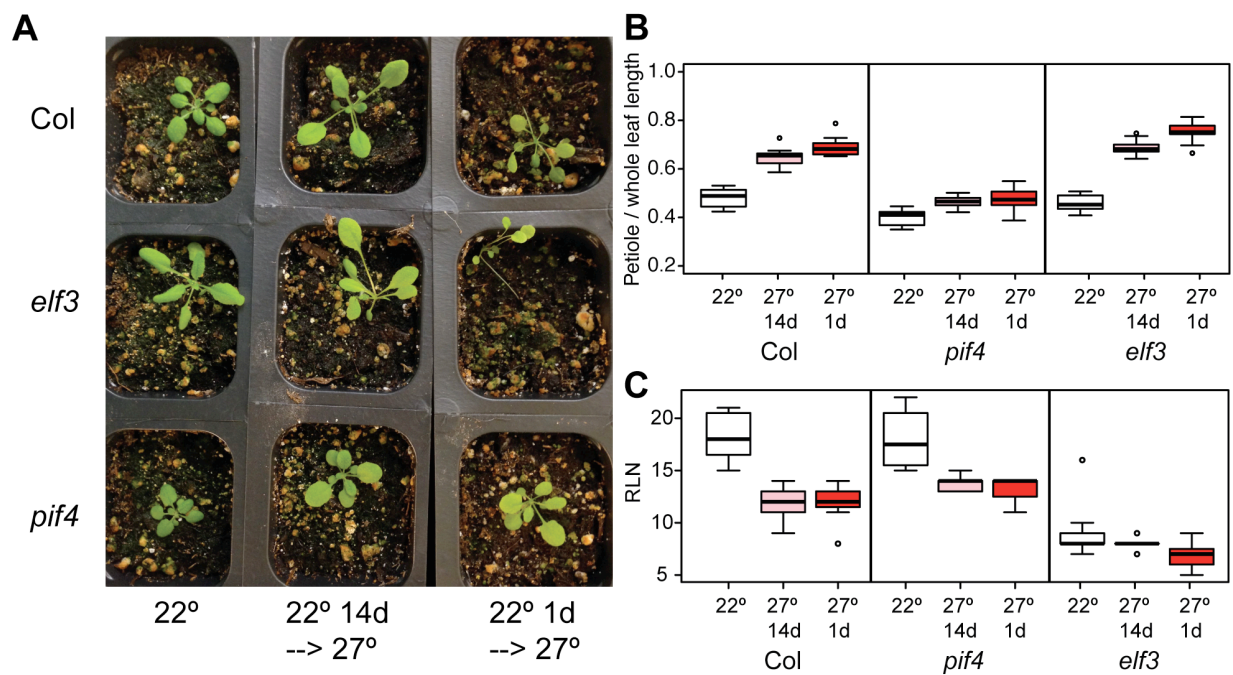 A
Col
elf3
pif4
22º
22º 14d
--> 27º
22º 1d
--> 27º
B
Petiole / whole leaf length
1.0
0.8
0.6
0.4
0.2
22º 27º 27º 22º 27º 27º 22º 27º 27º
14d 1d 14d 1d 14d 1d
Col pif4 elf3
C
RLN
20
15
10
5
22º 27º 27º 22º 27º 27º 22º 27º 27º
14d 1d 14d 1d 14d 1d
Col pif4 elf3